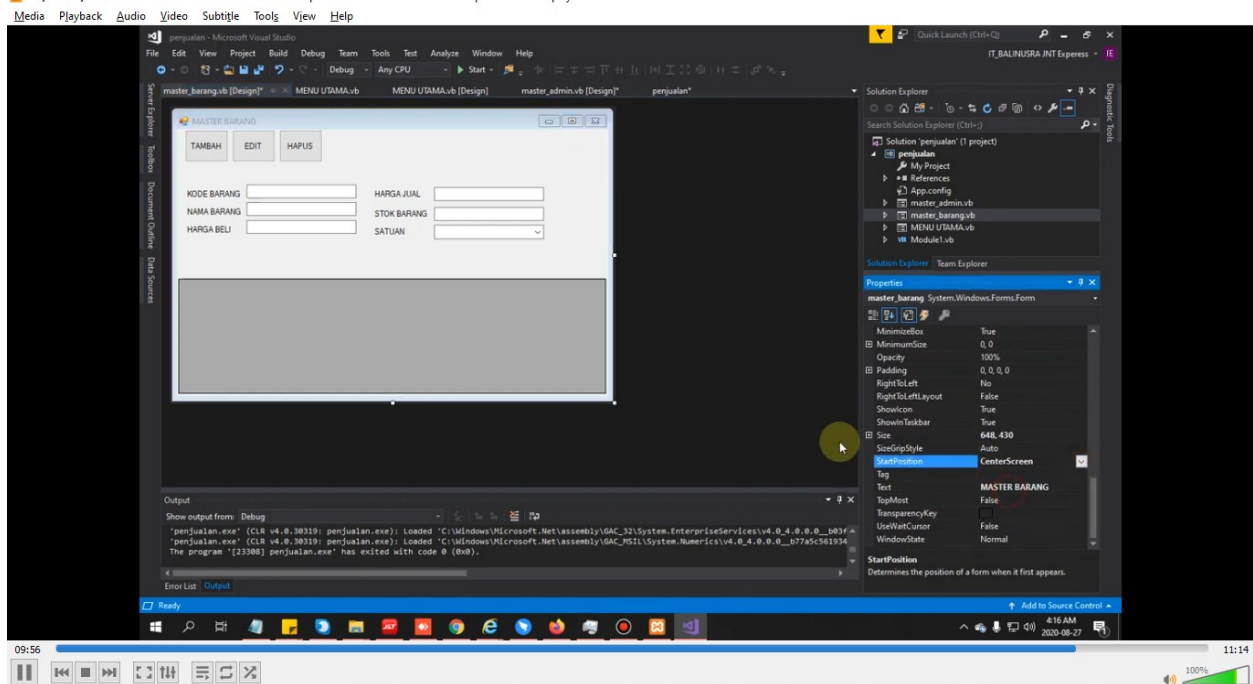 Media Playback Audio Video Subtitle Tools View Help
penjualan - Microsoft Visual Studio
Quick Launch (Ctrl+Q)
File Edit View Project Build Debug Team Tools Test Analyze Window Help
IT_BALINUSRA JNT Experess IE
Debug Any CPU Start
master_barang.vb [Design]* MENU UTAMA.vb MENU UTAMA.vb [Design] master_admin.vb [Design]* penjualan*
Server Explorer
Toolbox
Document Outline
Data Sources
MASTER BARANG
TAMBAH EDIT HAPUS
KODE BARANG HARGA JUAL
NAMA BARANG STOK BARANG
HARGA BELI SATUAN
Solution Explorer
Diagnostic Tools
Search Solution Explorer (Ctrl+;)
Solution 'penjualan' (1 project)
penjualan
My Project
References
App.config
master_admin.vb
master_barang.vb
MENU UTAMA.vb
Module1.vb
Solution Explorer Team Explorer
Properties
master_barang System.Windows.Forms.Form
MinimizeBox True
MinimumSize 0, 0
Opacity 100%
Padding 0, 0, 0, 0
RightToLeft No
RightToLeftLayout False
ShowIcon True
ShowInTaskbar True
Size 648, 430
SizeGripStyle Auto
StartPosition CenterScreen
Tag
Text MASTER BARANG
TopMost False
TransparencyKey
UseWaitCursor False
WindowState Normal
StartPosition
Determines the position of a form when it first appears.
Output
Show output from: Debug
'penjualan.exe' (CLR v4.0.30319: penjualan.exe): Loaded 'C:\Windows\Microsoft.Net\assembly\GAC_32\System.EnterpriseServices\v4.0_4.0.0.0__b03f
'penjualan.exe' (CLR v4.0.30319: penjualan.exe): Loaded 'C:\Windows\Microsoft.Net\assembly\GAC_MSIL\System.Numerics\v4.0_4.0.0.0__b77a5c561934
The program '[23308] penjualan.exe' has exited with code 0 (0x0).
Error List Output
Ready
Add to Source Control
4:16 AM
2020-08-27
09:56
11:14
100%